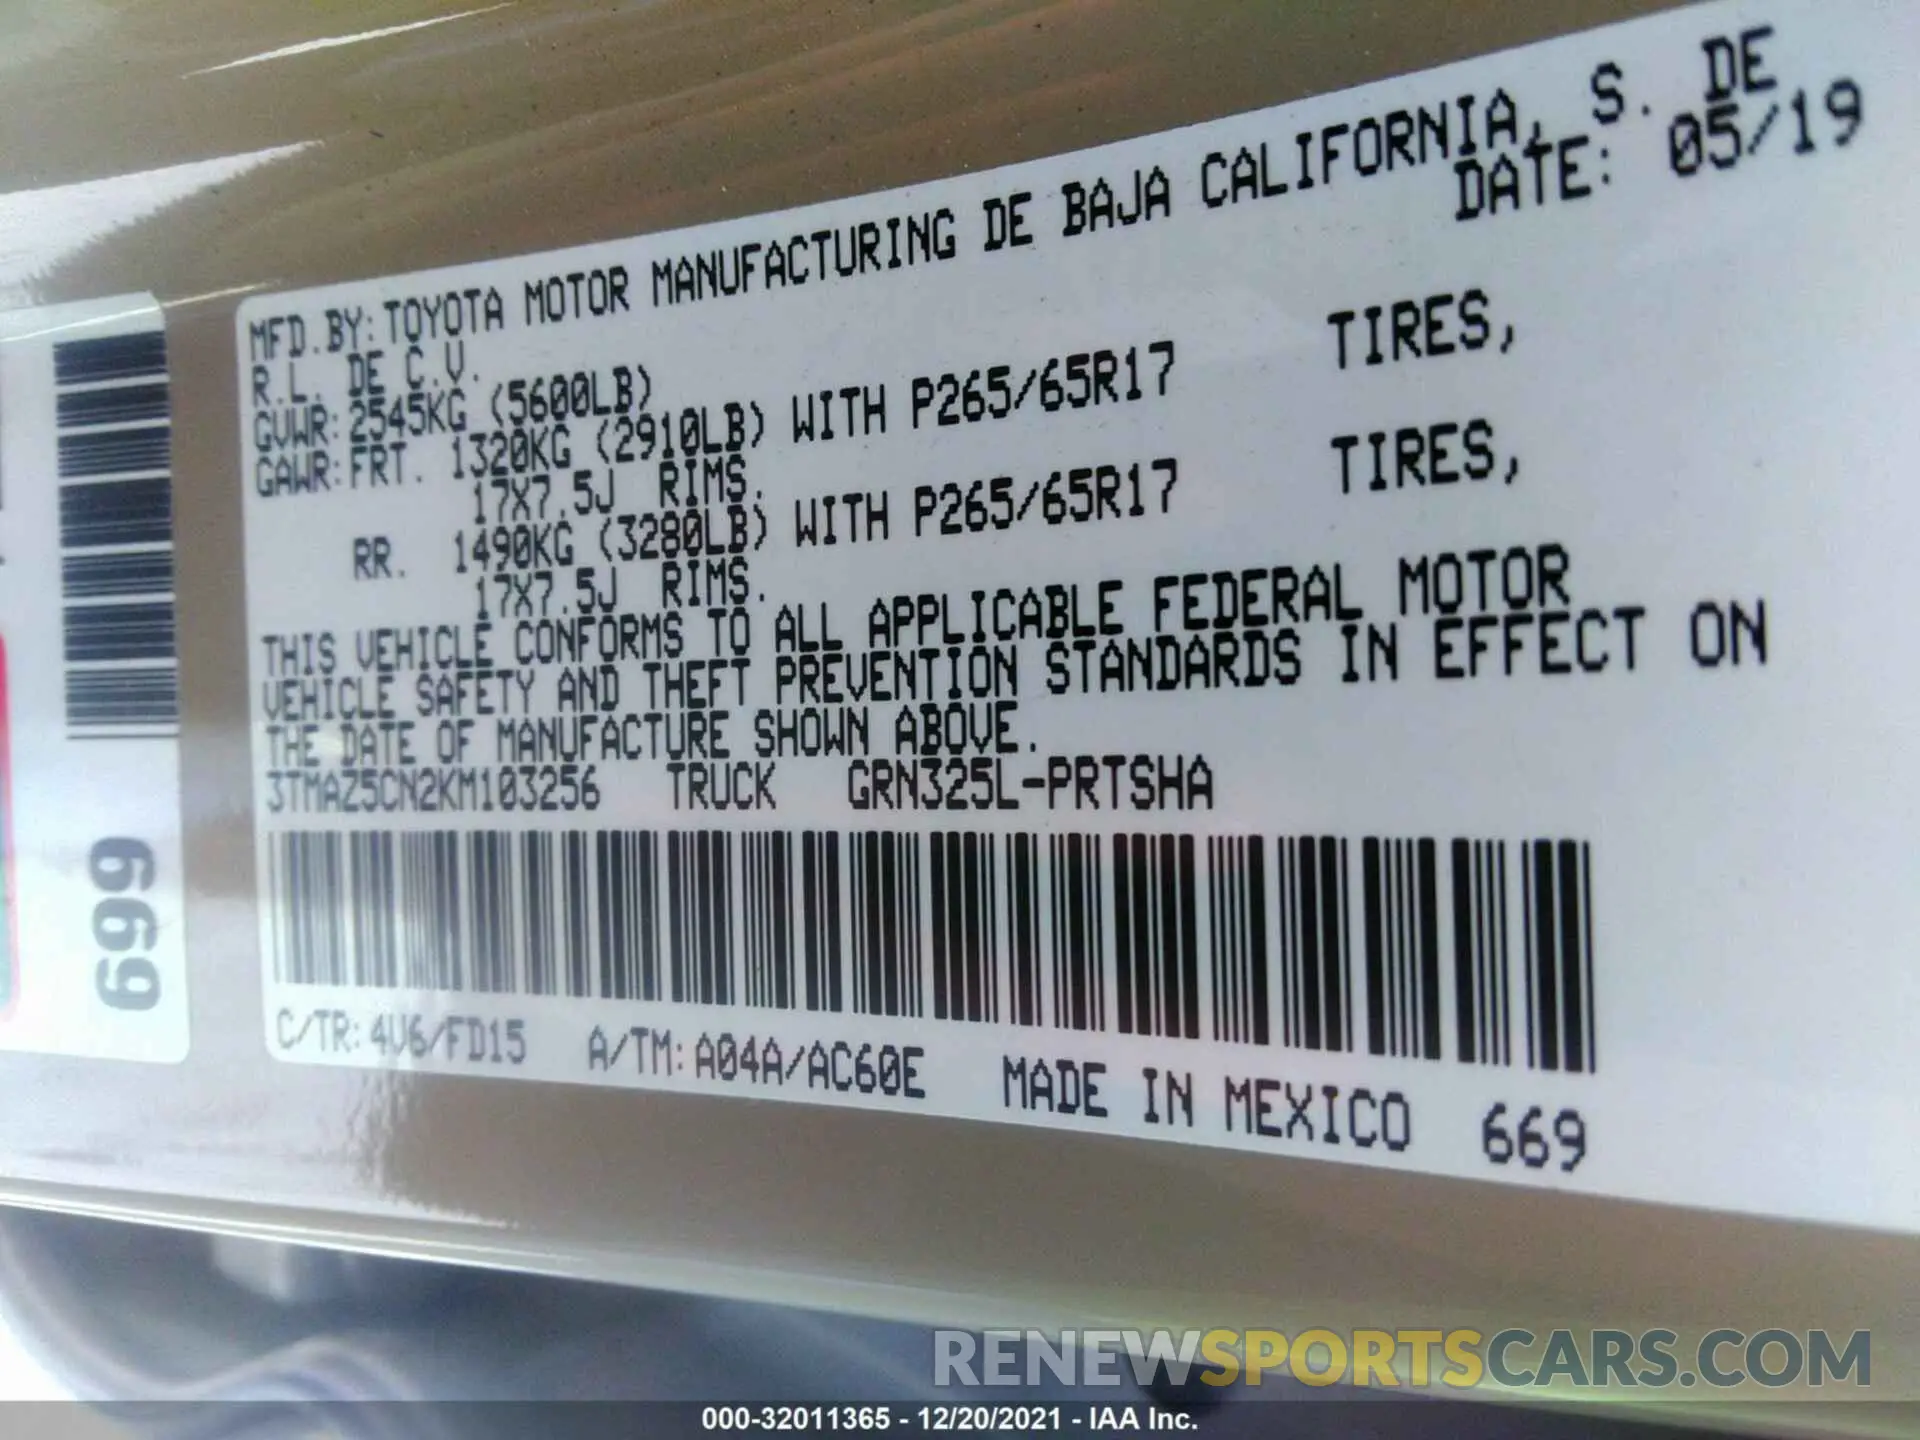 MFD.BY:TOYOTA MOTOR MANUFACTURING DE BAJA CALIFORNIA, S. DE
R.L. DE C.V.
DATE: 05/19
GVWR:2545KG (5600LB)
GAWR:FRT. 1320KG (2910LB) WITH P265/65R17 TIRES,
17X7.5J RIMS.
RR. 1490KG (3280LB) WITH P265/65R17 TIRES,
17X7.5J RIMS.
THIS VEHICLE CONFORMS TO ALL APPLICABLE FEDERAL MOTOR
VEHICLE SAFETY AND THEFT PREVENTION STANDARDS IN EFFECT ON
THE DATE OF MANUFACTURE SHOWN ABOVE.
3TMAZ5CN2KM103256 TRUCK GRN325L-PRTSHA
C/TR:4V6/FD15 A/TM:A04A/AC60E MADE IN MEXICO 669
669
RENEWSPORTSCARS.COM
000-32011365 - 12/20/2021 - IAA Inc.